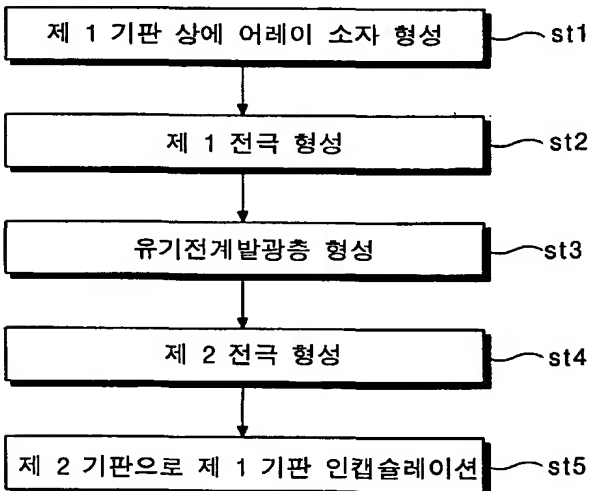 제 1 기판 상에 어레이 소자 형성 st1
제 1 전극 형성 st2
유기전계발광층 형성 st3
제 2 전극 형성 st4
제 2 기판으로 제 1 기판 인캡슐레이션 st5